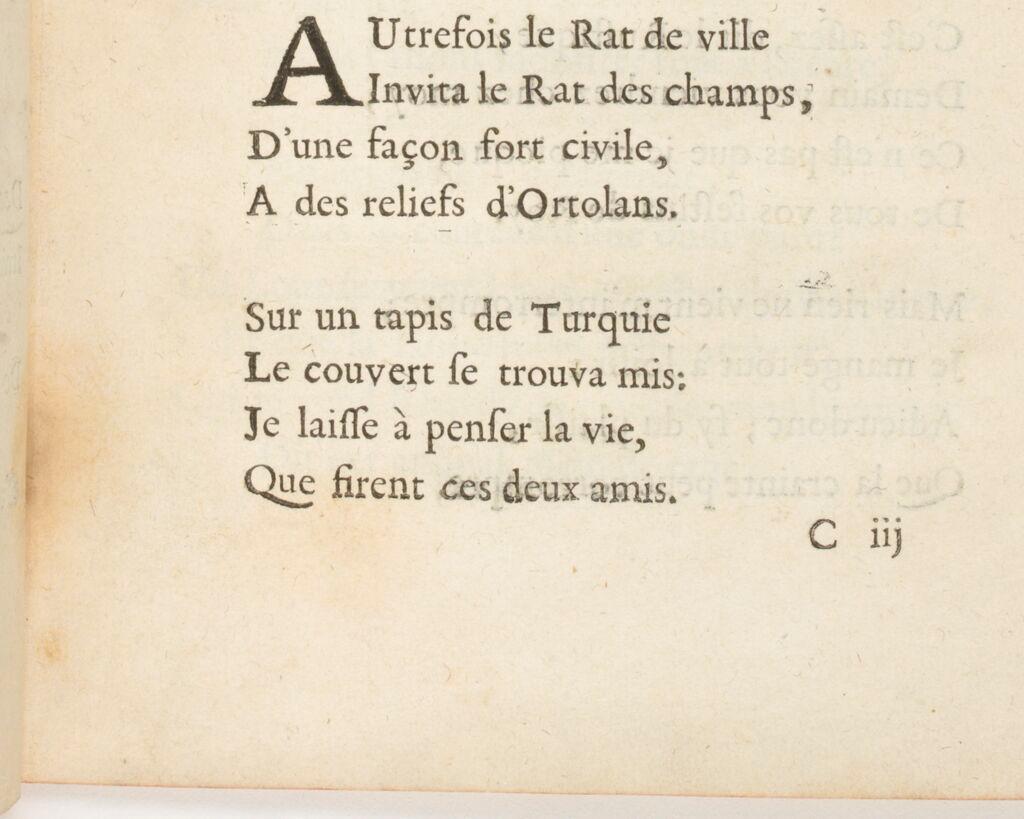 AUtrefois le Rat de ville
Invita le Rat des champs,
D'une façon fort civile,
A des reliefs d'Ortolans.
Sur un tapis de Turquie
Le couvert ſe trouva mis:
Je laiſſe à penſer la vie,
Que firent ces deux amis.
C iij